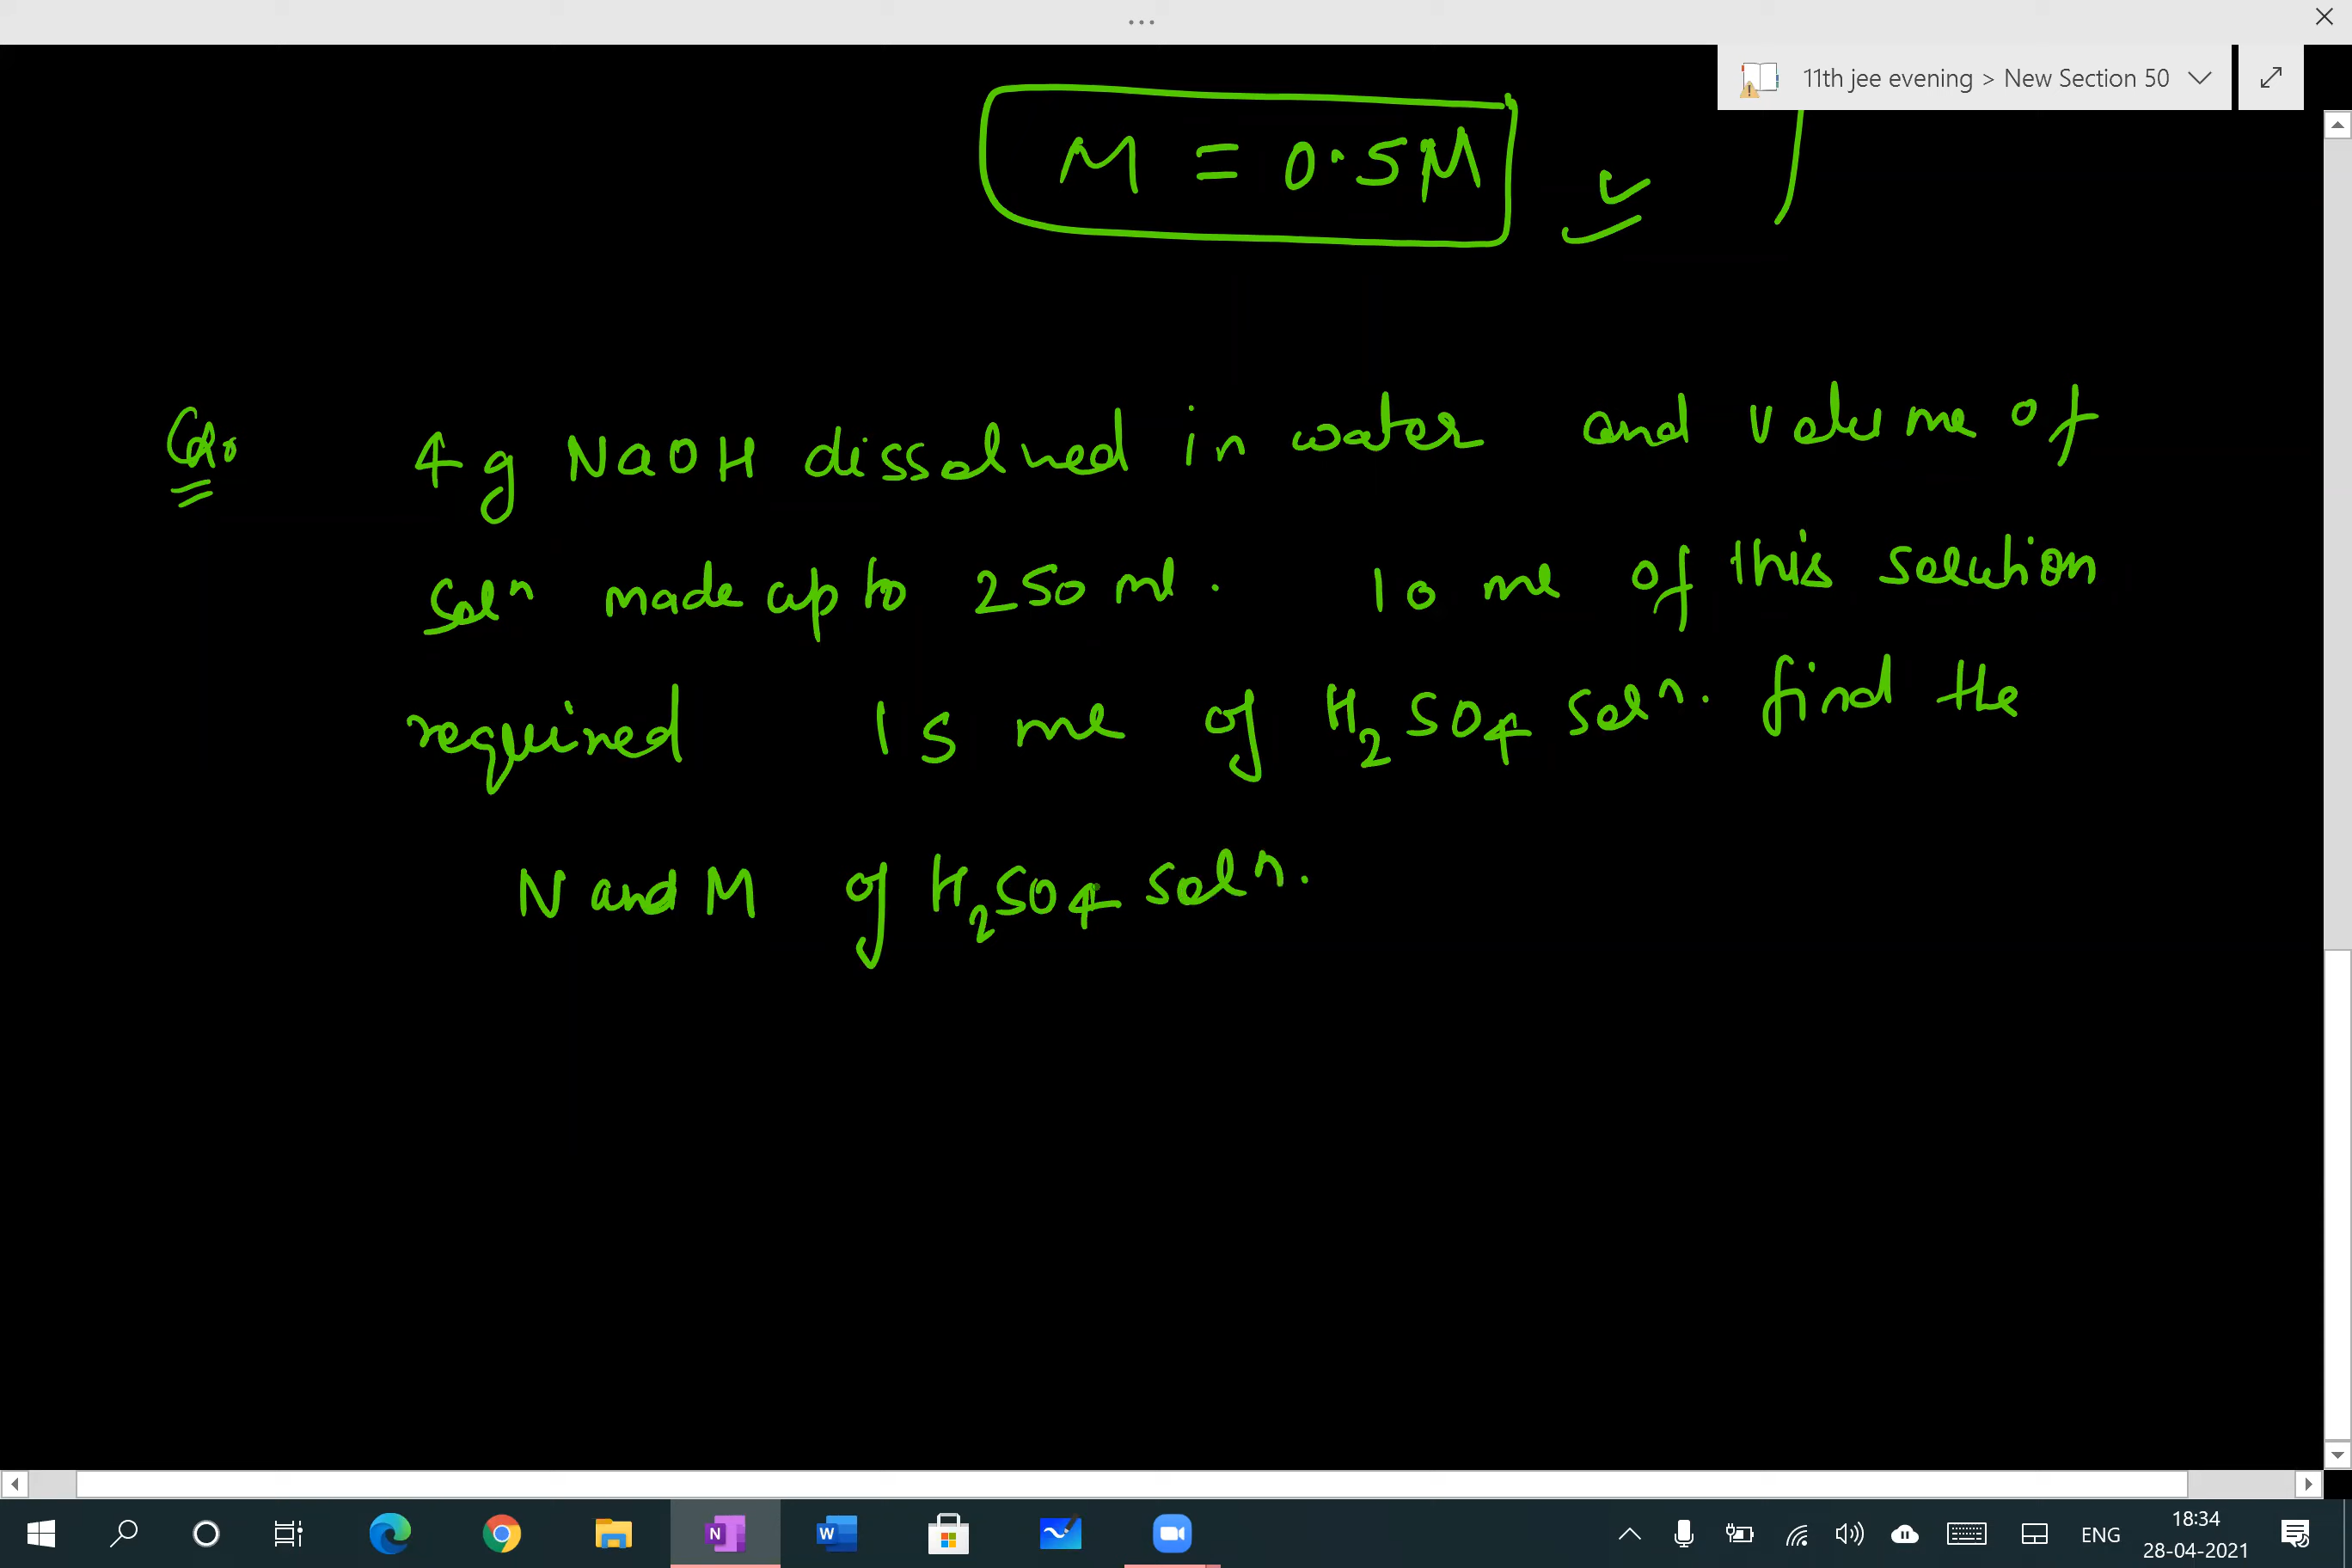 11th jee evening > New Section 50
M = 0.5M
Q. 4 g NaOH dissolved in water and volume of
solⁿ made up to 250 ml. 10 ml of this solution
required 15 ml of H₂SO₄ solⁿ. find the
N and M of H₂SO₄ solⁿ.
ENG
18:34
28-04-2021